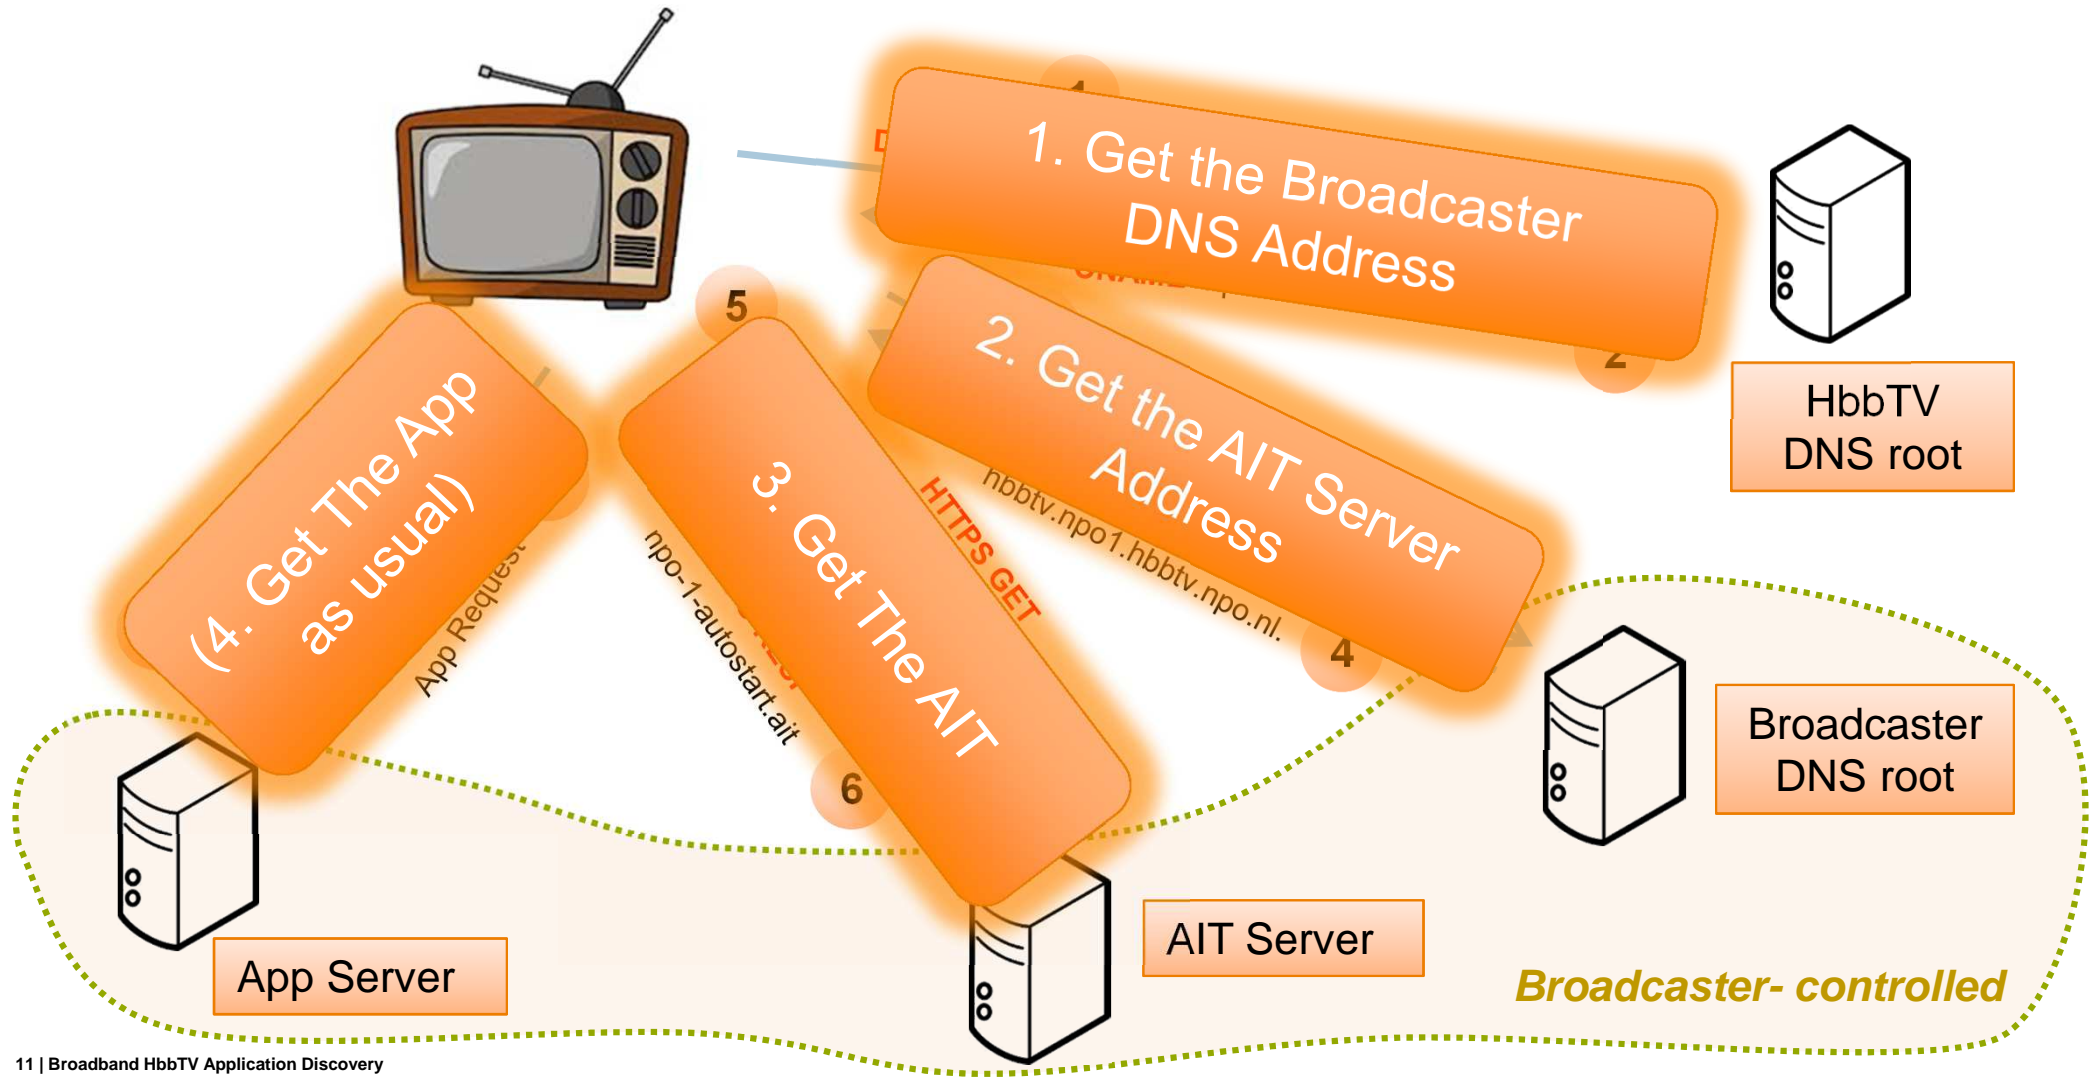 1. Get the Broadcaster
DNS Address
2. Get the AIT Server
Address
3. Get The AIT
(4. Get The App
as usual)
2
4
5
6
HTTPS GET
hbbtv.npo1.hbbtv.npo.nl.
npo-1-autostart.ait
App Request
HbbTV
DNS root
Broadcaster
DNS root
AIT Server
App Server
Broadcaster- controlled
11 | Broadband HbbTV Application Discovery